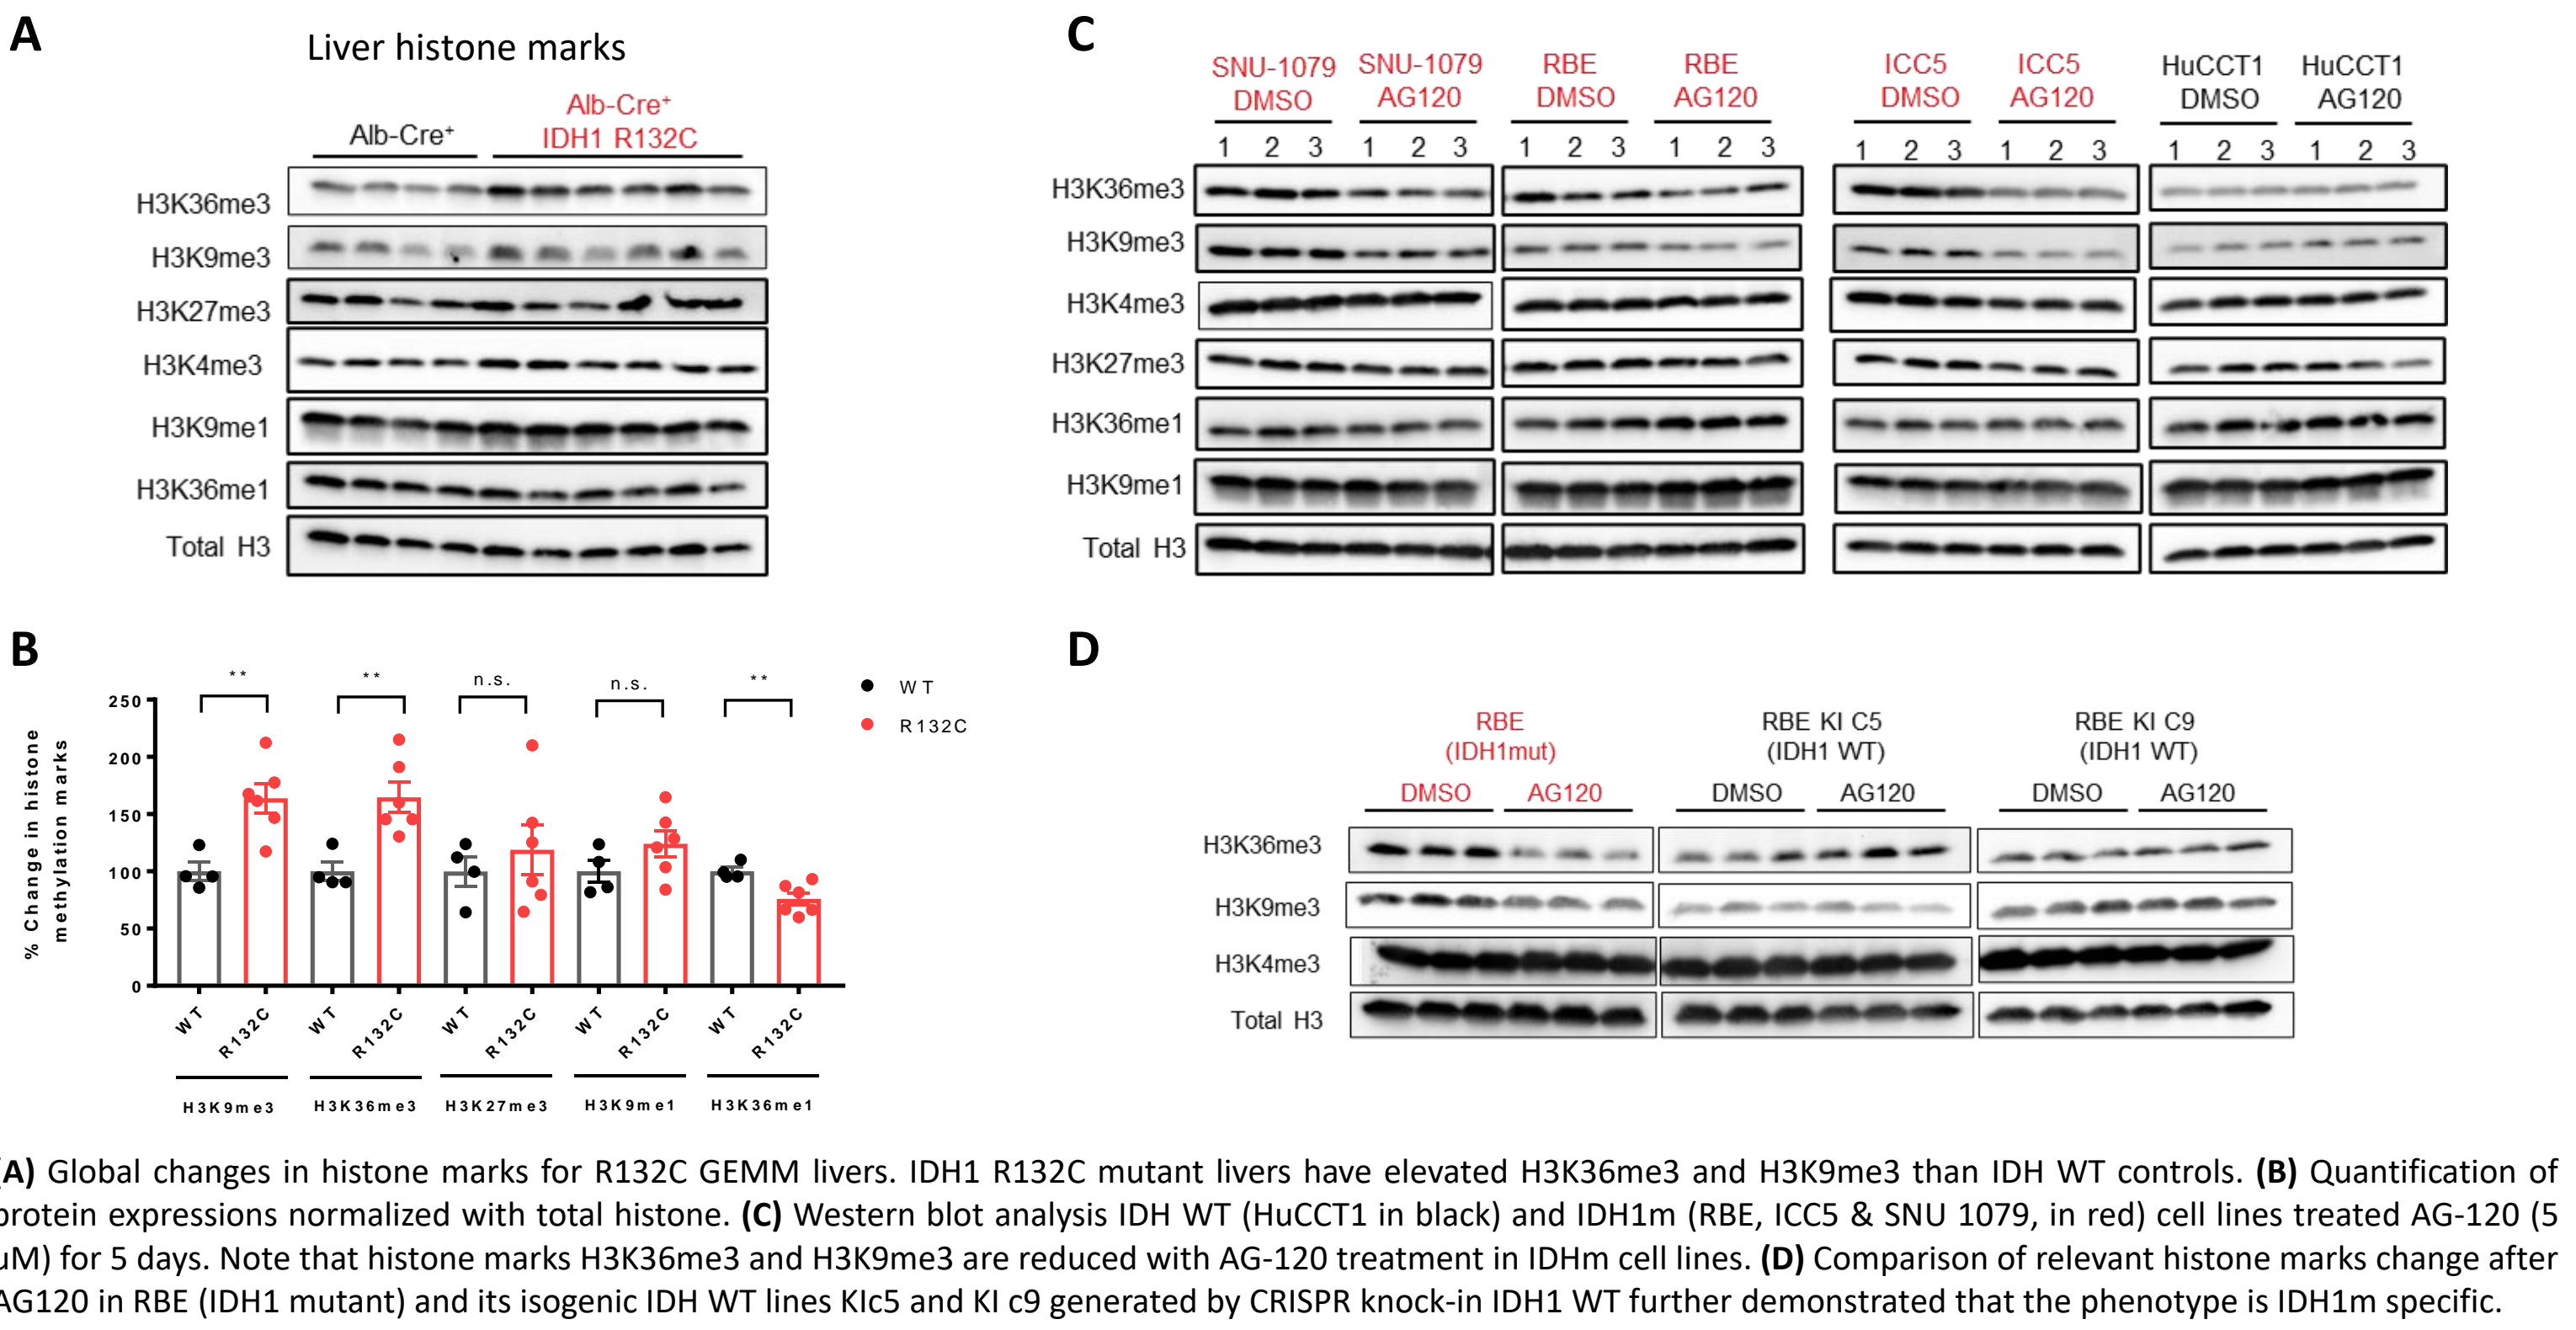 A
Liver histone marks
Alb-Cre+
Alb-Cre+
IDH1 R132C
H3K36me3
H3K9me3
H3K27me3
H3K4me3
H3K9me1
H3K36me1
Total H3
C
SNU-1079
DMSO
SNU-1079
AG120
RBE
DMSO
RBE
AG120
ICC5
DMSO
ICC5
AG120
HuCCT1
DMSO
HuCCT1
AG120
1 2 3 1 2 3 1 2 3 1 2 3 1 2 3 1 2 3 1 2 3 1 2 3
H3K36me3
H3K9me3
H3K4me3
H3K27me3
H3K36me1
H3K9me1
Total H3
B
% Change in histone
methylation marks
250
200
150
100
50
0
** ** n.s. n.s. **
WT
R132C
WT R132C WT R132C WT R132C WT R132C WT R132C
H3K9me3 H3K36me3 H3K27me3 H3K9me1 H3K36me1
D
RBE
(IDH1mut)
RBE KI C5
(IDH1 WT)
RBE KI C9
(IDH1 WT)
DMSO AG120 DMSO AG120 DMSO AG120
H3K36me3
H3K9me3
H3K4me3
Total H3
(A) Global changes in histone marks for R132C GEMM livers. IDH1 R132C mutant livers have elevated H3K36me3 and H3K9me3 than IDH WT controls. (B) Quantification of
protein expressions normalized with total histone. (C) Western blot analysis IDH WT (HuCCT1 in black) and IDH1m (RBE, ICC5 & SNU 1079, in red) cell lines treated AG-120 (5
uM) for 5 days. Note that histone marks H3K36me3 and H3K9me3 are reduced with AG-120 treatment in IDHm cell lines. (D) Comparison of relevant histone marks change after
AG120 in RBE (IDH1 mutant) and its isogenic IDH WT lines KIc5 and KI c9 generated by CRISPR knock-in IDH1 WT further demonstrated that the phenotype is IDH1m specific.